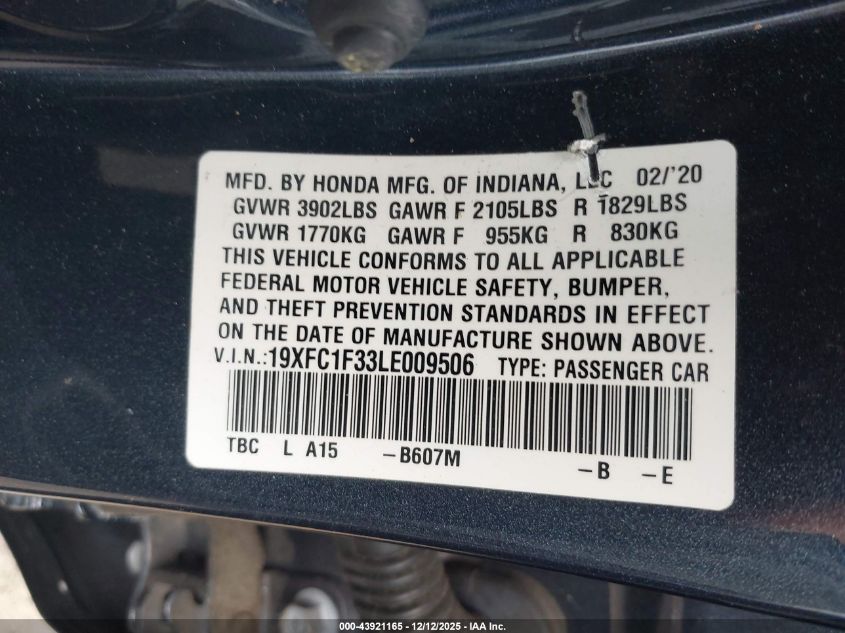 MFD. BY HONDA MFG. OF INDIANA, LLC 02/'20
GVWR 3902LBS GAWR F 2105LBS R 1829LBS
GVWR 1770KG GAWR F 955KG R 830KG
THIS VEHICLE CONFORMS TO ALL APPLICABLE
FEDERAL MOTOR VEHICLE SAFETY, BUMPER,
AND THEFT PREVENTION STANDARDS IN EFFECT
ON THE DATE OF MANUFACTURE SHOWN ABOVE.
V.I.N.:19XFC1F33LE009506 TYPE: PASSENGER CAR
TBC L A15 –B607M –B –E
000-43921165 - 12/12/2025 - IAA Inc.